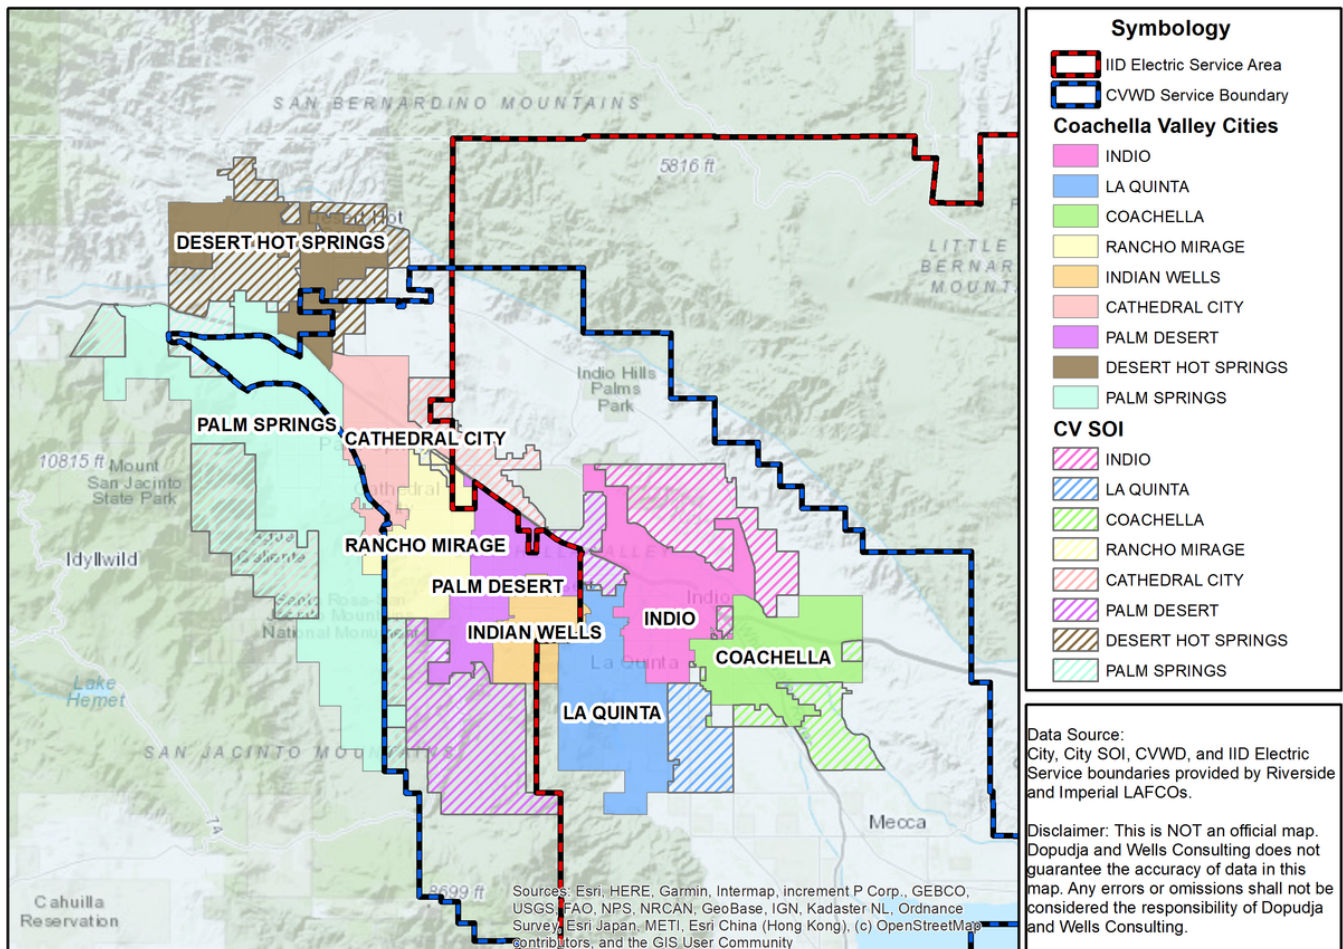 SAN BERNARDINO MOUNTAINS
5816 ft
DESERT HOT SPRINGS
LITTLE
Indio Hills
Palms
Park
PALM SPRINGS
CATHEDRAL CITY
Cathedral
10815 ft
Mount
San Jacinto
State Park
RANCHO MIRAGE
Idyllwild
PALM DESERT
National Monument
INDIAN WELLS
INDIO
Indio
La Quinta
COACHELLA
Lake
Hemet
LA QUINTA
SAN JACINTO MOUNTAINS
74
Mecca
8699 ft
Cahuilla
Reservation
Sources: Esri, HERE, Garmin, Intermap, increment P Corp., GEBCO,
USGS, FAO, NPS, NRCAN, GeoBase, IGN, Kadaster NL, Ordnance
Survey, Esri Japan, METI, Esri China (Hong Kong), (c) OpenStreetMap
contributors, and the GIS User Community
Symbology
IID Electric Service Area
CVWD Service Boundary
Coachella Valley Cities
INDIO
LA QUINTA
COACHELLA
RANCHO MIRAGE
INDIAN WELLS
CATHEDRAL CITY
PALM DESERT
DESERT HOT SPRINGS
PALM SPRINGS
CV SOI
INDIO
LA QUINTA
COACHELLA
RANCHO MIRAGE
CATHEDRAL CITY
PALM DESERT
DESERT HOT SPRINGS
PALM SPRINGS
Data Source:
City, City SOI, CVWD, and IID Electric
Service boundaries provided by Riverside
and Imperial LAFCOs.
Disclaimer: This is NOT an official map.
Dopudja and Wells Consulting does not
guarantee the accuracy of data in this
map. Any errors or omissions shall not be
considered the responsibility of Dopudja
and Wells Consulting.